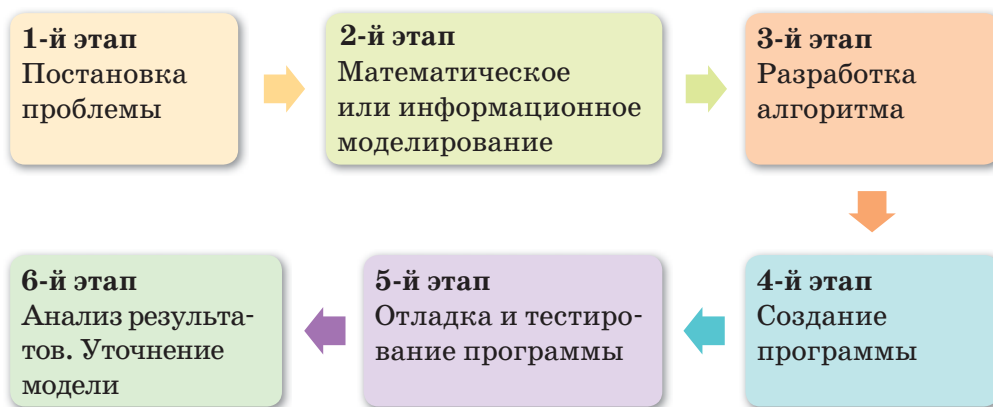 1-й этап
Постановка
проблемы
2-й этап
Математическое
или информационное
моделирование
3-й этап
Разработка
алгоритма
4-й этап
Создание
программы
5-й этап
Отладка и тестиро-
вание программы
6-й этап
Анализ результа-
тов. Уточнение
модели